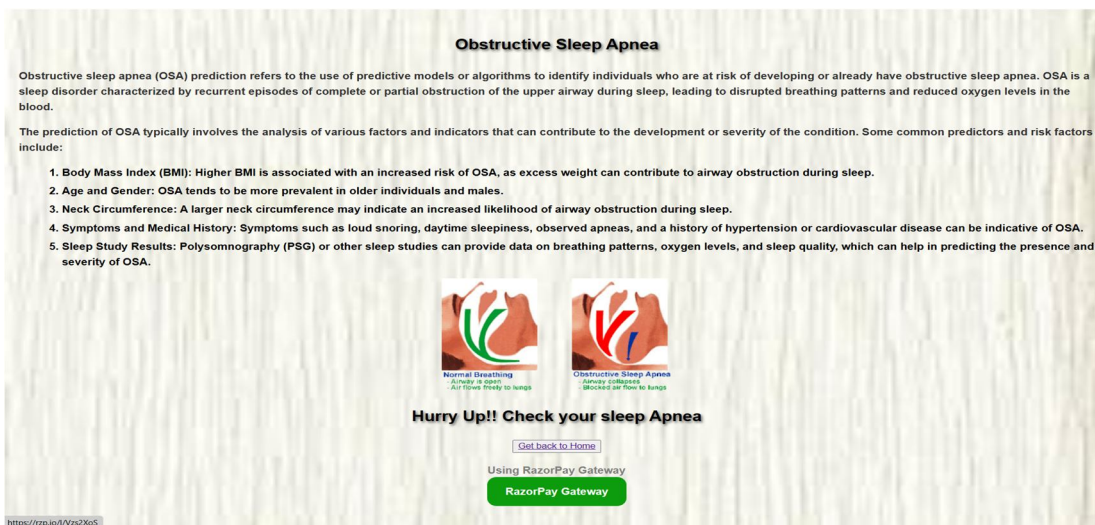 Obstructive Sleep Apnea
Obstructive sleep apnea (OSA) prediction refers to the use of predictive models or algorithms to identify individuals who are at risk of developing or already have obstructive sleep apnea. OSA is a
sleep disorder characterized by recurrent episodes of complete or partial obstruction of the upper airway during sleep, leading to disrupted breathing patterns and reduced oxygen levels in the
blood.
The prediction of OSA typically involves the analysis of various factors and indicators that can contribute to the development or severity of the condition. Some common predictors and risk factors
include:
1. Body Mass Index (BMI): Higher BMI is associated with an increased risk of OSA, as excess weight can contribute to airway obstruction during sleep.
2. Age and Gender: OSA tends to be more prevalent in older individuals and males.
3. Neck Circumference: A larger neck circumference may indicate an increased likelihood of airway obstruction during sleep.
4. Symptoms and Medical History: Symptoms such as loud snoring, daytime sleepiness, observed apneas, and a history of hypertension or cardiovascular disease can be indicative of OSA.
5. Sleep Study Results: Polysomnography (PSG) or other sleep studies can provide data on breathing patterns, oxygen levels, and sleep quality, which can help in predicting the presence and
severity of OSA.
Normal Breathing
- Airway is open
- Air flows freely to lungs
Obstructive Sleep Apnea
- Airway collapses
- Blocked air flow to lungs
Hurry Up!! Check your sleep Apnea
Get back to Home
Using RazorPay Gateway
RazorPay Gateway
https://rzp.io/l/Vzs2XoS